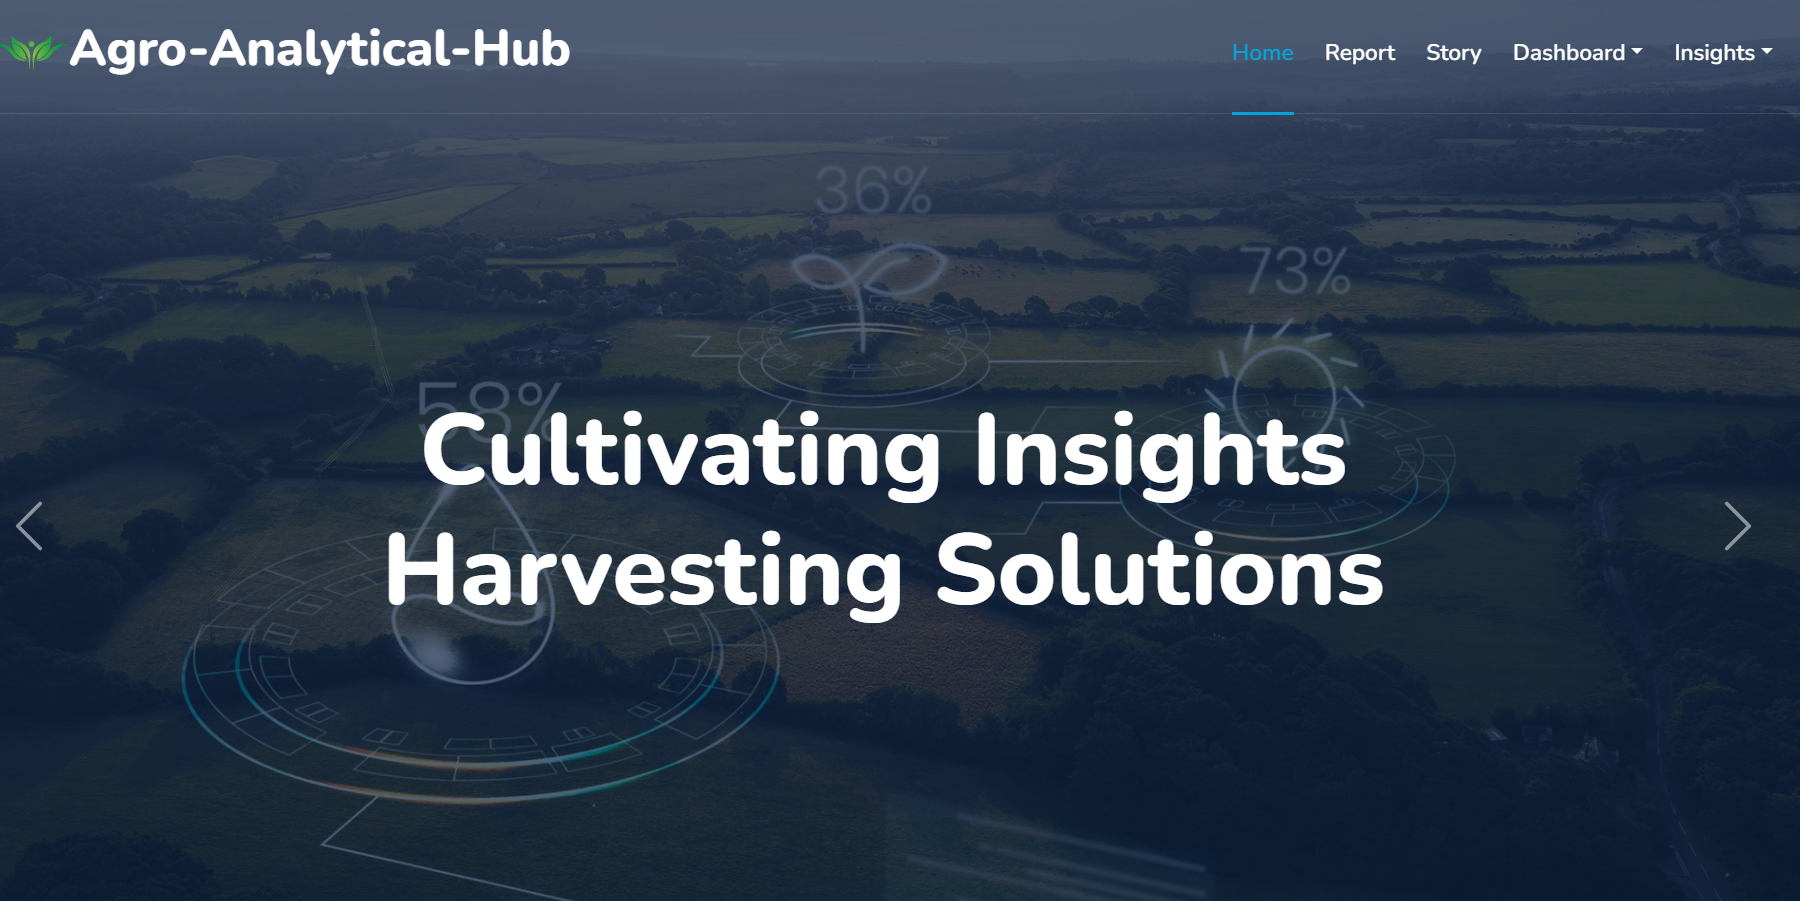 Agro-Analytical-Hub
Home Report Story Dashboard Insights
36%
73%
58%
Cultivating Insights
Harvesting Solutions